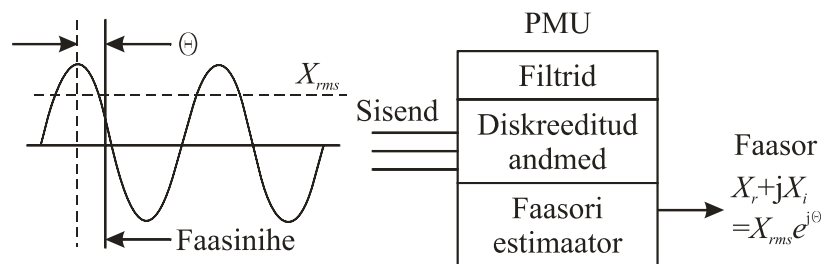 Θ
X_rms
Faasinihe
PMU
Sisend
Filtrid
Diskreeditud
andmed
Faasori
estimaator
Faasor
X_r+jX_i
=X_rms e^jΘ